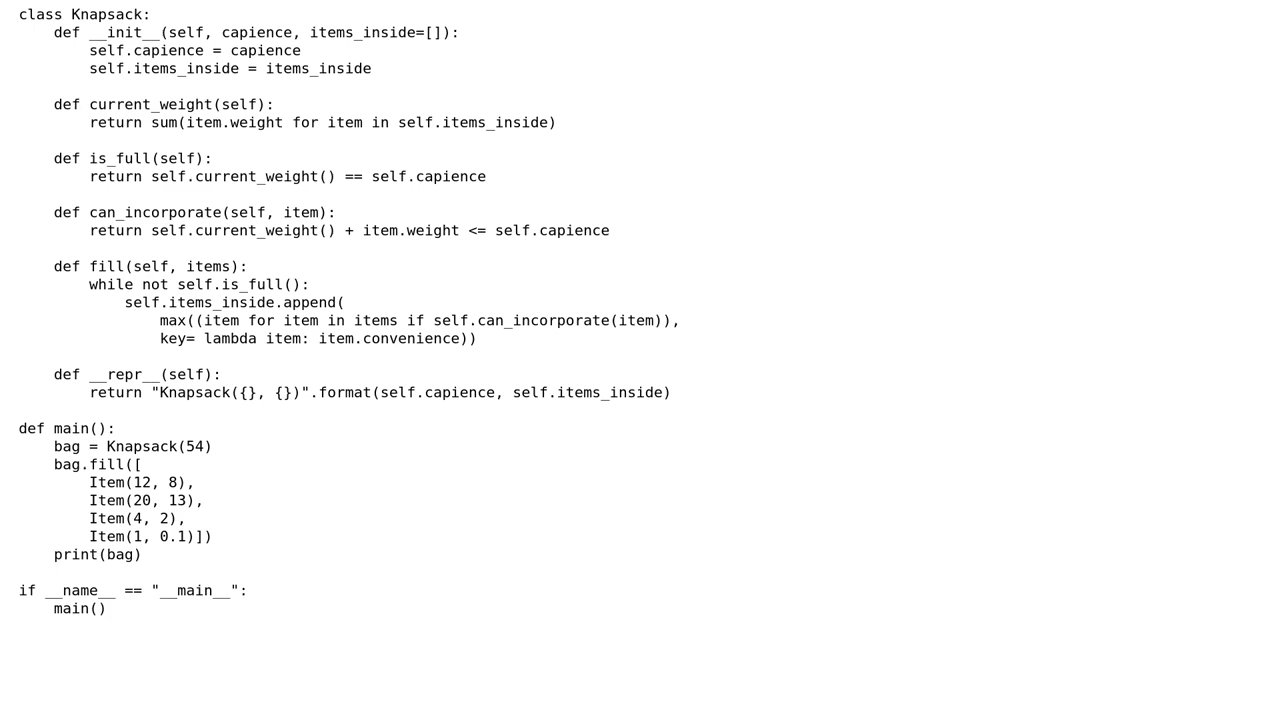 class Knapsack:
    def __init__(self, capience, items_inside=[]):
        self.capience = capience
        self.items_inside = items_inside

    def current_weight(self):
        return sum(item.weight for item in self.items_inside)

    def is_full(self):
        return self.current_weight() == self.capience

    def can_incorporate(self, item):
        return self.current_weight() + item.weight <= self.capience

    def fill(self, items):
        while not self.is_full():
            self.items_inside.append(
                max((item for item in items if self.can_incorporate(item)),
                key= lambda item: item.convenience))

    def __repr__(self):
        return "Knapsack({}, {})".format(self.capience, self.items_inside)

def main():
    bag = Knapsack(54)
    bag.fill([
        Item(12, 8),
        Item(20, 13),
        Item(4, 2),
        Item(1, 0.1)])
    print(bag)

if __name__ == "__main__":
    main()